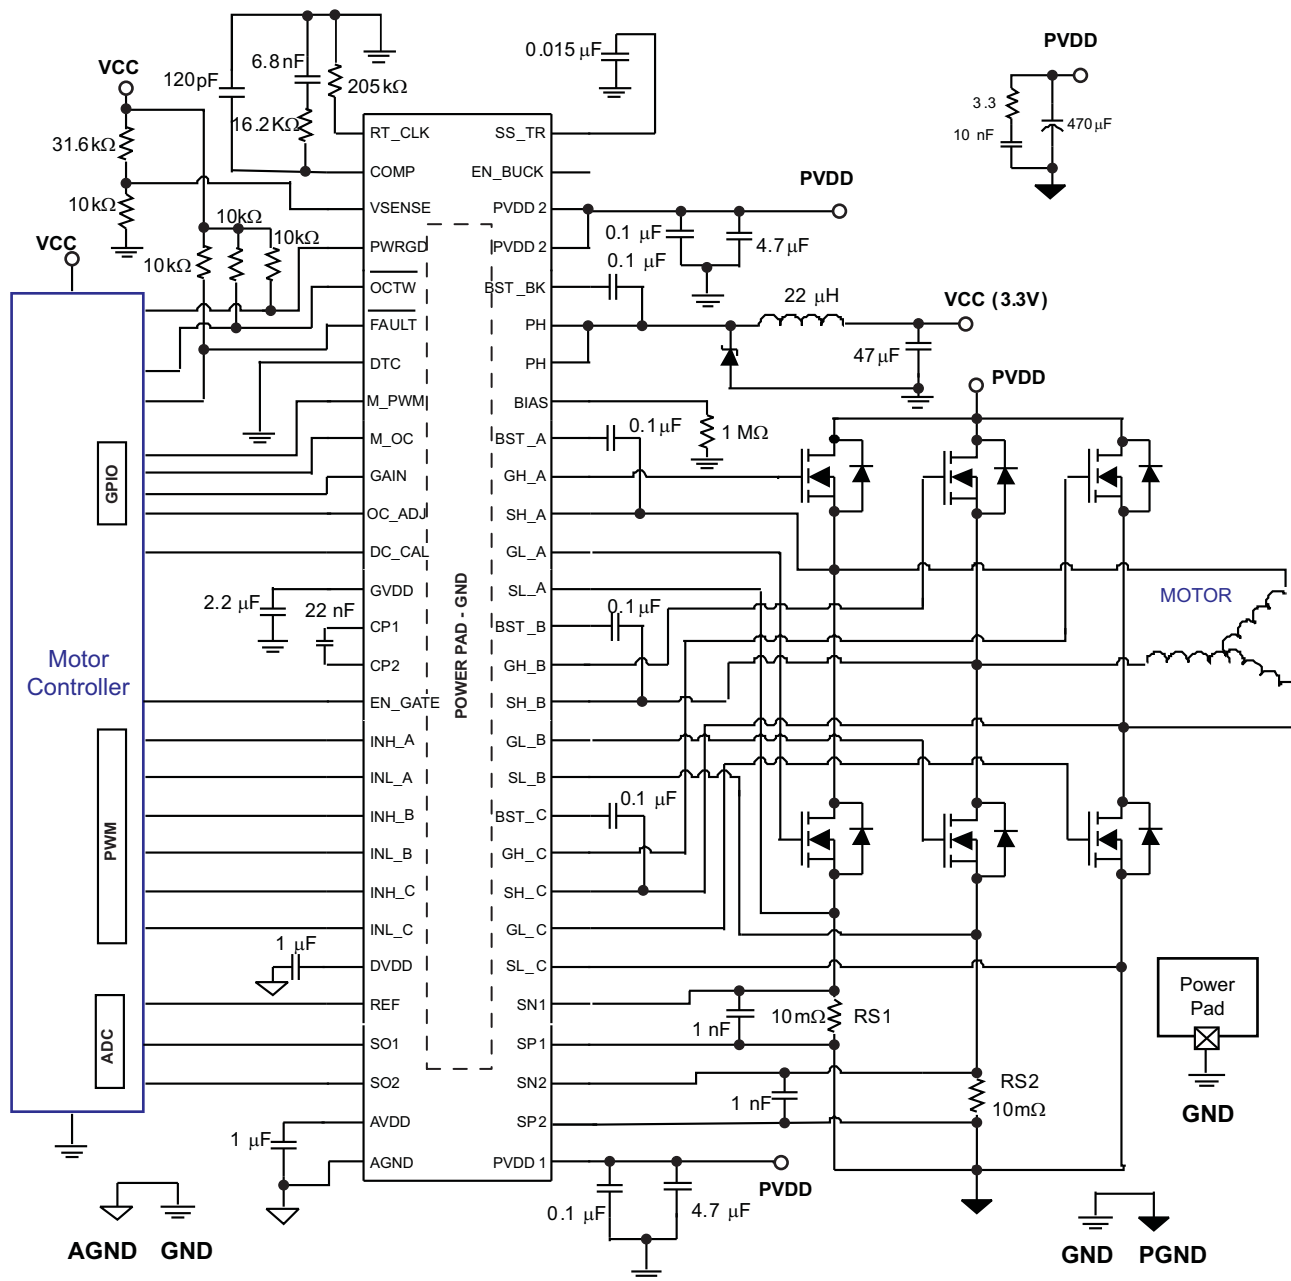 VCC
120pF
6.8nF
205kΩ
16.2KΩ
31.6kΩ
10kΩ
VCC
10kΩ
10kΩ
10kΩ
0.015 µF
PVDD
3.3
10 nF
470µF
RT_CLK
COMP
VSENSE
PWRGD
OCTW
FAULT
DTC
M_PWM
M_OC
GAIN
OC_ADJ
DC_CAL
GVDD
CP1
CP2
EN_GATE
INH_A
INL_A
INH_B
INL_B
INH_C
INL_C
DVDD
REF
SO1
SO2
AVDD
AGND
POWER PAD - GND
SS_TR
EN_BUCK
PVDD 2
PVDD 2
BST_BK
PH
PH
BIAS
BST_A
GH_A
SH_A
GL_A
SL_A
BST_B
GH_B
SH_B
GL_B
SL_B
BST_C
GH_C
SH_C
GL_C
SL_C
SN1
SP1
SN2
SP2
PVDD 1
PVDD
0.1 µF
4.7µF
0.1 µF
22 µH
VCC (3.3V)
47µF
PVDD
1 MΩ
0.1µF
MOTOR
0.1µF
0.1 µF
GPIO
2.2 µF
22 nF
Motor
Controller
PWM
1 µF
ADC
1 µF
10mΩ
RS1
1 nF
RS2
10mΩ
1 nF
Power
Pad
GND
PVDD
0.1 µF
4.7 µF
AGND
GND
GND
PGND